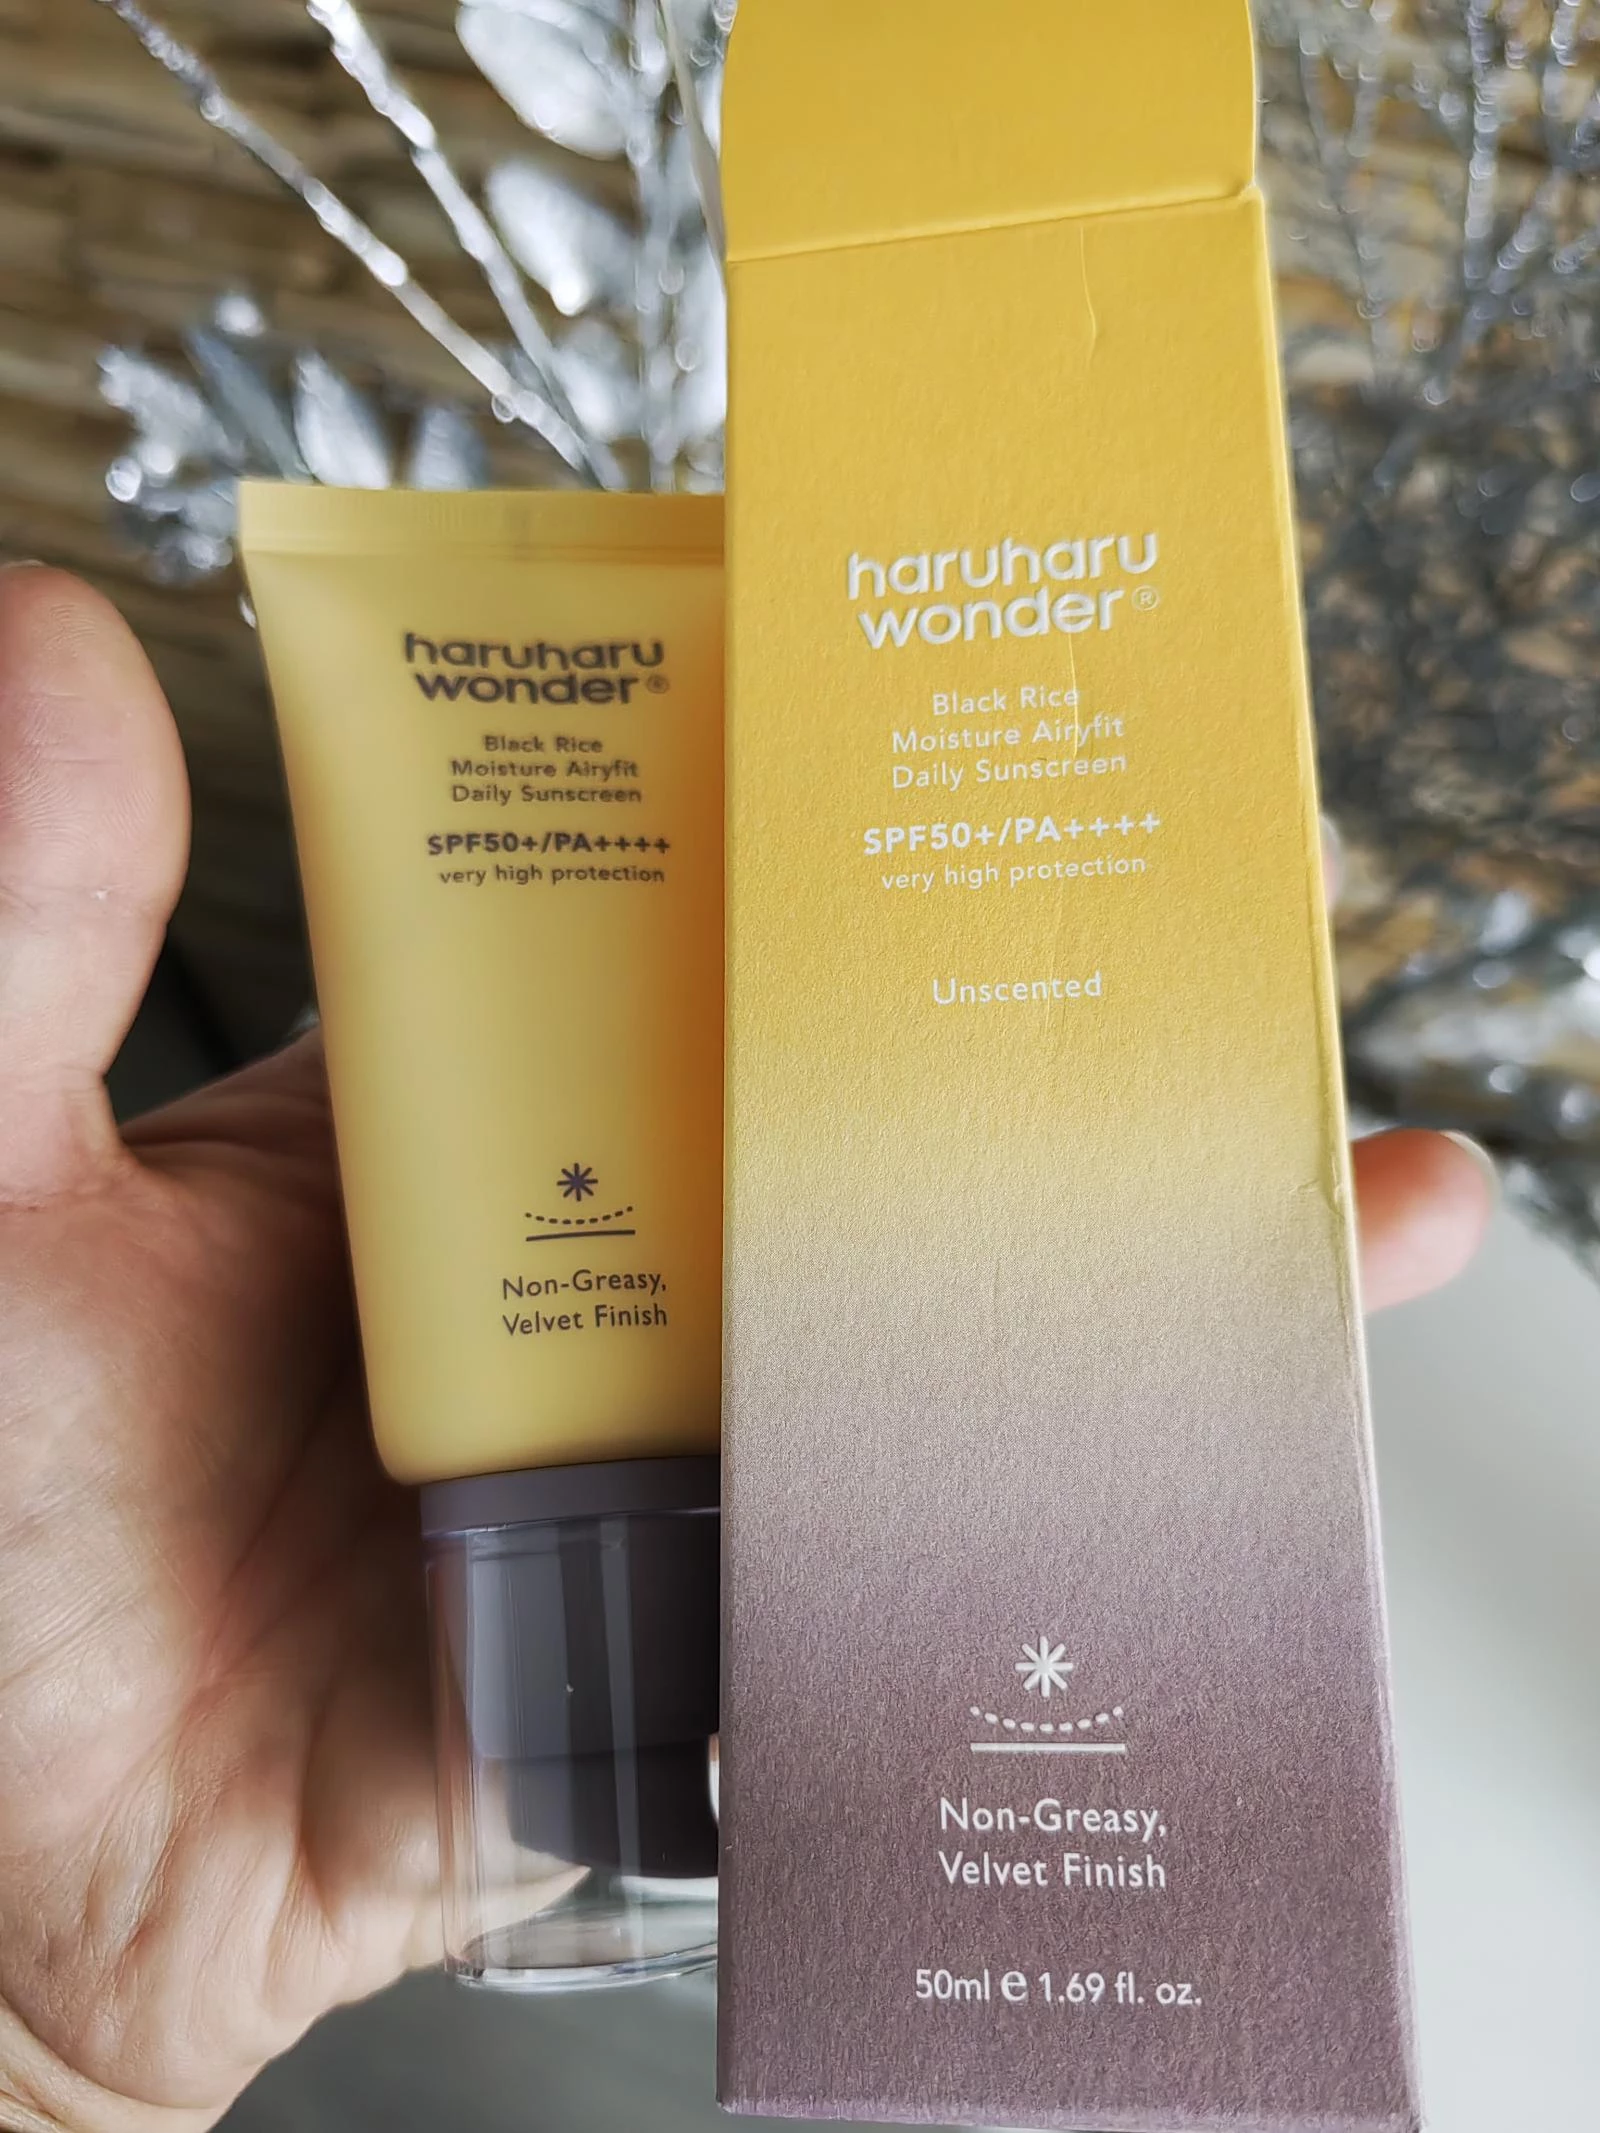 haruharu
wonder®
Black Rice
Moisture Airyfit
Daily Sunscreen
SPF50+/PA++++
very high protection
Non-Greasy,
Velvet Finish
haruharu
wonder®
Black Rice
Moisture Airyfit
Daily Sunscreen
SPF50+/PA++++
very high protection
Unscented
Non-Greasy,
Velvet Finish
50ml ℮ 1.69 fl. oz.